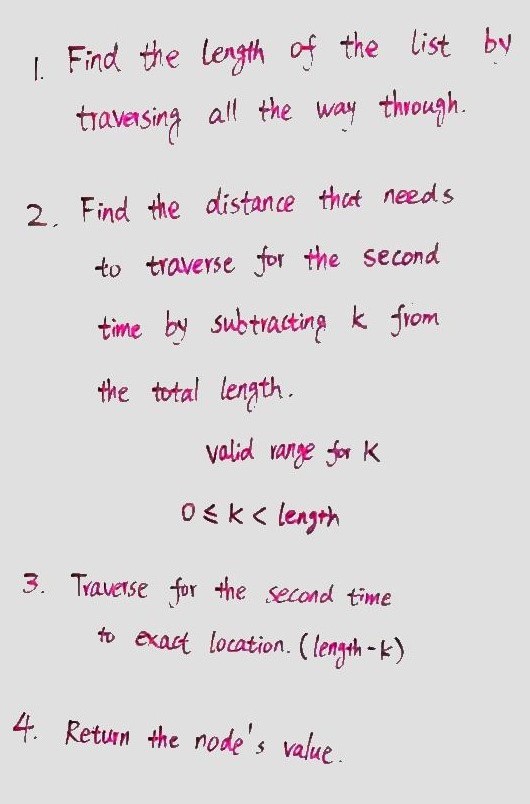 1. Find the length of the list by
traversing all the way through.
2. Find the distance that needs
to traverse for the second
time by subtracting k from
the total length.
valid range for k
0 ≤ k < length
3. Traverse for the second time
to exact location. (length - k)
4. Return the node's value.